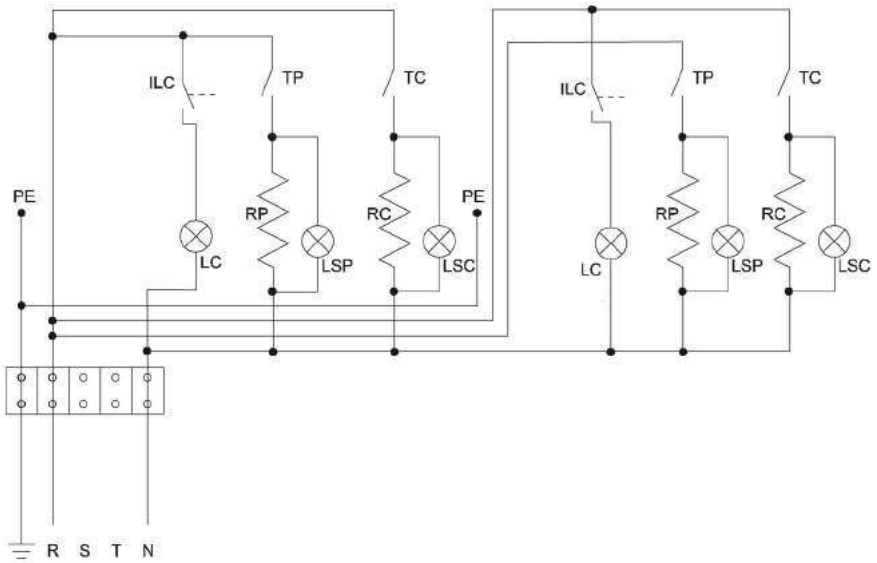 ILC TP TC ILC TP TC
PE RP RC PE RP RC
LC LSP LSC LC LSP LSC
R S T N